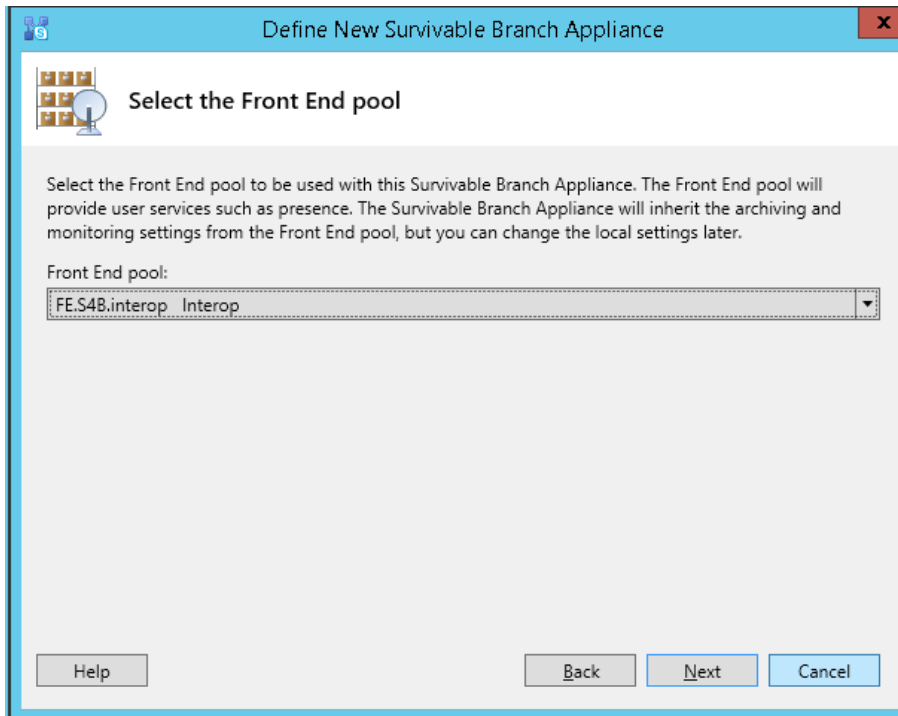 Define New Survivable Branch Appliance
x
S
Select the Front End pool
Select the Front End pool to be used with this Survivable Branch Appliance. The Front End pool will
provide user services such as presence. The Survivable Branch Appliance will inherit the archiving and
monitoring settings from the Front End pool, but you can change the local settings later.
Front End pool:
FE.S4B.interop Interop
Help
Back
Next
Cancel